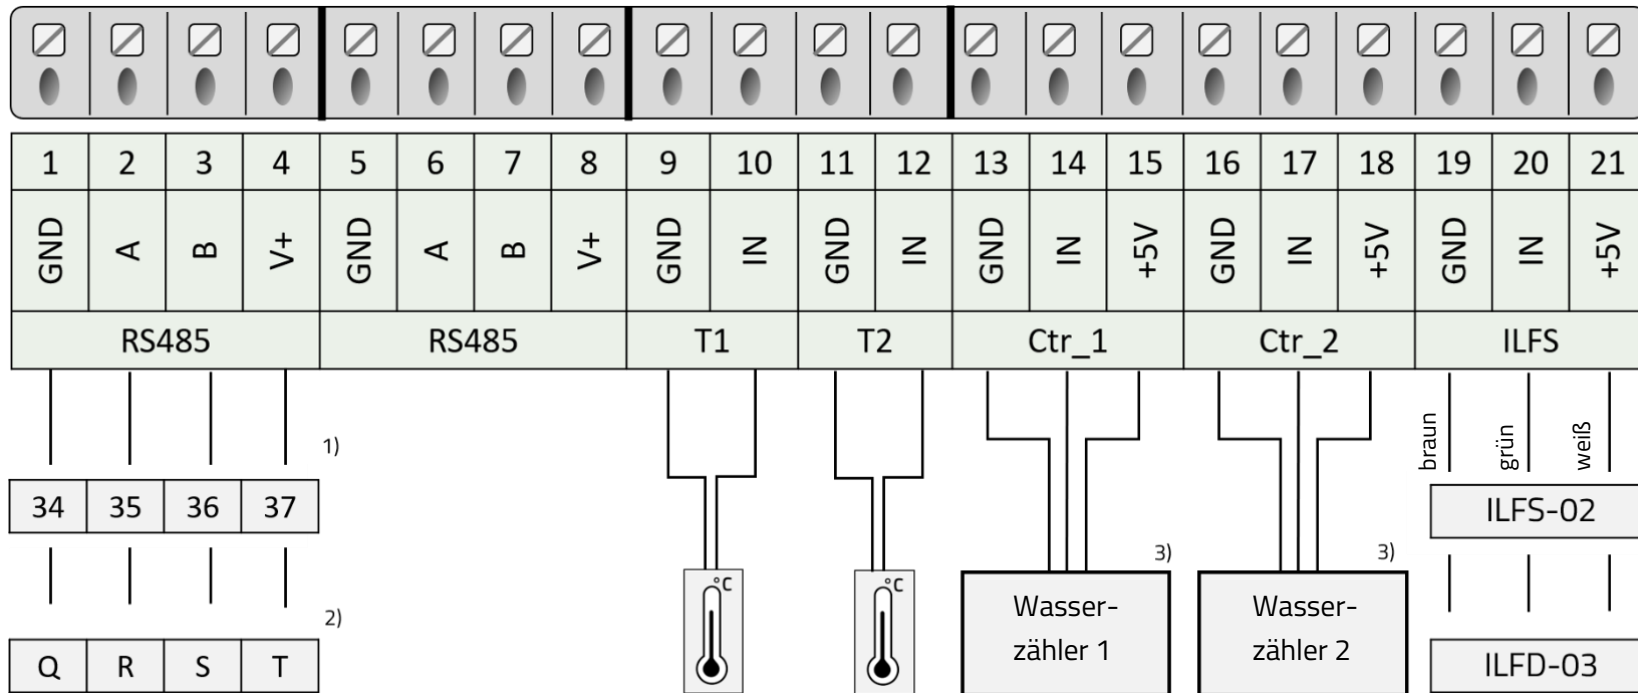 1 2 3 4 5 6 7 8 9 10 11 12 13 14 15 16 17 18 19 20 21
GND A B V+ GND A B V+ GND IN GND IN GND IN +5V GND IN +5V GND IN +5V
RS485 RS485 T1 T2 Ctr_1 Ctr_2 ILFS
braun grün weiß
1)
34 35 36 37 ILFS-02
3) 3)
°C °C
2)
Wasser- Wasser-
zähler 1 zähler 2
Q R S T ILFD-03